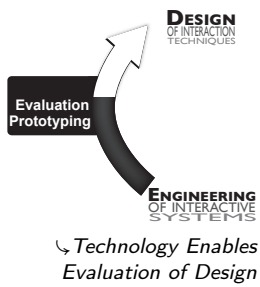 DESIGN
OF INTERACTION
TECHNIQUES
Evaluation
Prototyping
ENGINEERING
OF INTERACTIVE
SYSTEMS
⤷Technology Enables
Evaluation of Design